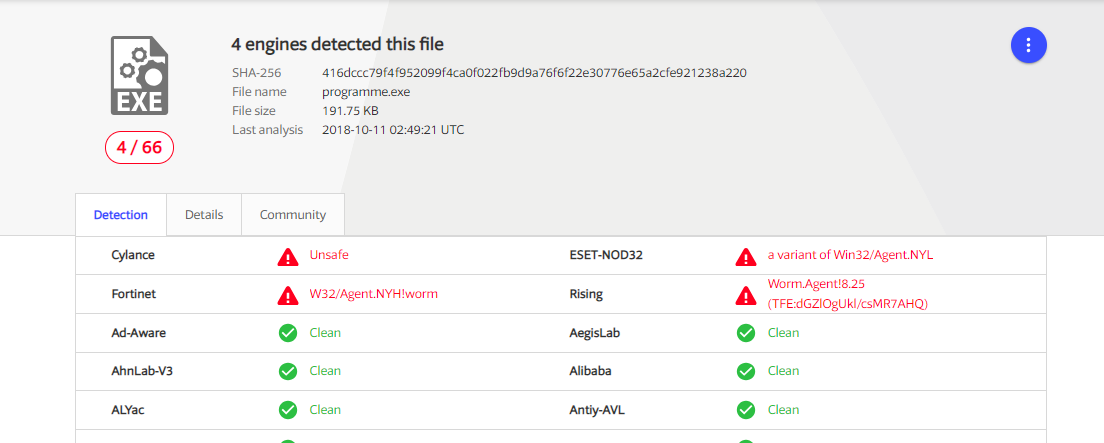 4 engines detected this file
SHA-256 416dccc79f4f952099f4ca0f022fb9d9a76f6f22e30776e65a2cfe921238a220
File name programme.exe
File size 191.75 KB
Last analysis 2018-10-11 02:49:21 UTC
EXE
4 / 66
Detection Details Community
Cylance Unsafe ESET-NOD32 a variant of Win32/Agent.NYL
Fortinet W32/Agent.NYH!worm Rising Worm.Agent!8.25
(TFE:dGZlOgUkl/csMR7AHQ)
Ad-Aware Clean AegisLab Clean
AhnLab-V3 Clean Alibaba Clean
ALYac Clean Antiy-AVL Clean